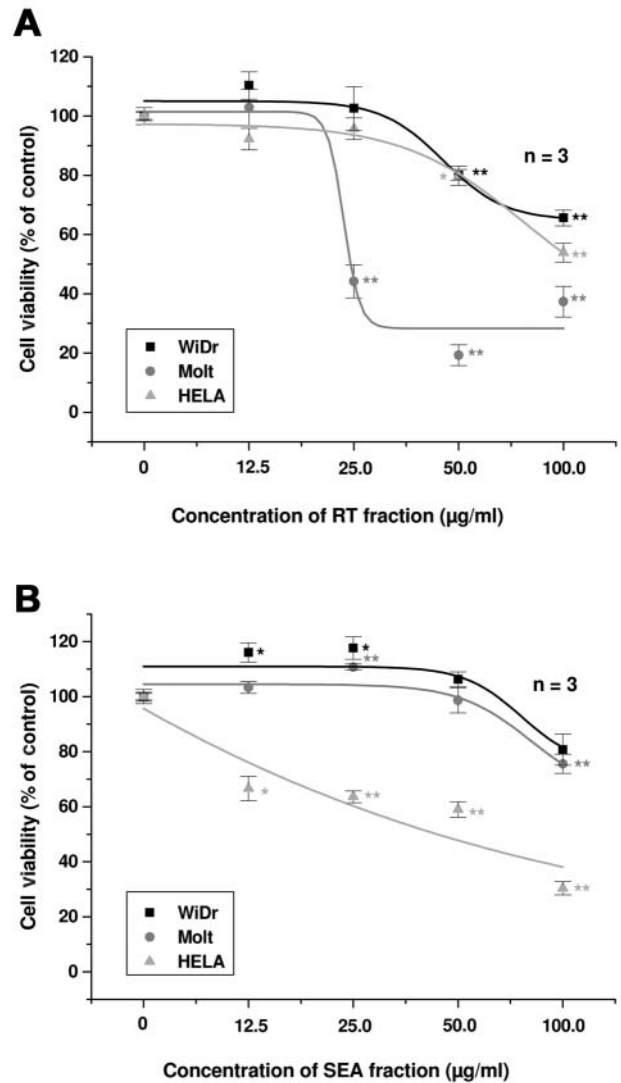 A
120
100
80
60
40
20
0
Cell viability (% of control)
n = 3
*
**
**
**
**
**
**
WiDr
Molt
HELA
0 12.5 25.0 50.0 100.0
Concentration of RT fraction (µg/ml)
B
120
100
80
60
40
20
0
Cell viability (% of control)
n = 3
*
*
**
**
*
**
**
**
WiDr
Molt
HELA
0 12.5 25.0 50.0 100.0
Concentration of SEA fraction (µg/ml)